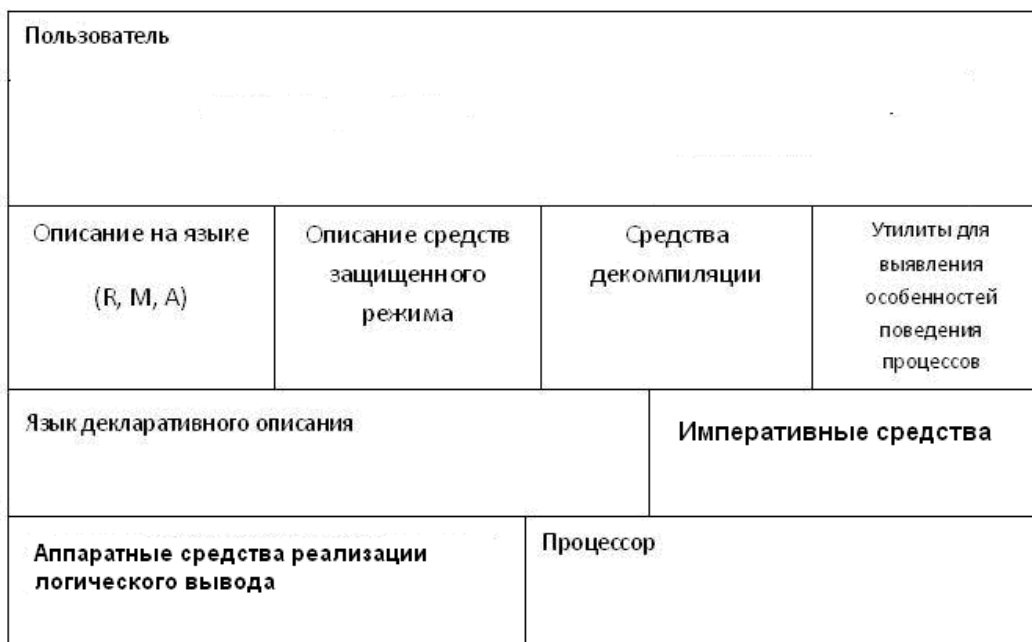 Пользователь
Описание на языке
(R, M, A)
Описание средств
защищенного
режима
Средства
декомпиляции
Утилиты для
выявления
особенностей
поведения
процессов
Язык декларативного описания
Императивные средства
Аппаратные средства реализации
логического вывода
Процессор